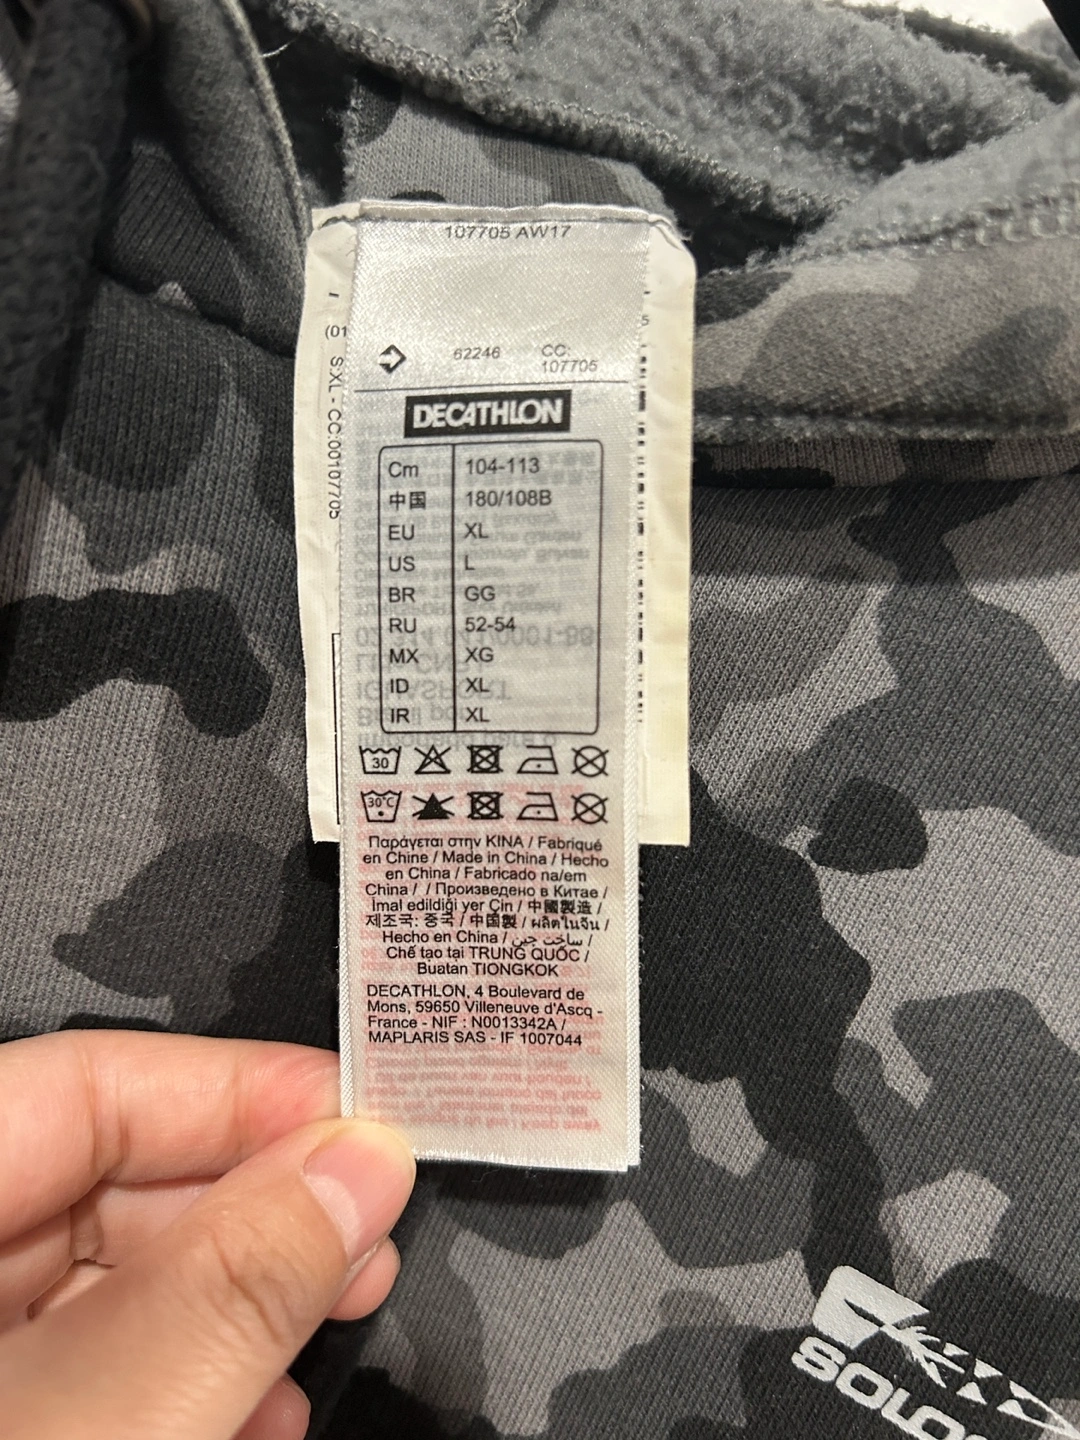 107705 AW17
62246
CC:
107705
DECATHLON
Cm 104-113
中国 180/108B
EU XL
US L
BR GG
RU 52-54
MX XG
ID XL
IR XL
30
30°C
Παράγεται στην KINA / Fabriqué
en Chine / Made in China / Hecho
en China / Fabricado na/em
China / / Произведено в Китае /
İmal edildiği yer Çin / 中國製造 /
제조국: 중국 / 中国製 / ผลิตในจีน /
Hecho en China / ساخت چین /
Chế tạo tại TRUNG QUỐC /
Buatan TIONGKOK
DECATHLON, 4 Boulevard de
Mons, 59650 Villeneuve d'Ascq -
France - NIF : N0013342A /
MAPLARIS SAS - IF 1007044
(01
S:XL - CC:00107705
5
SOLO